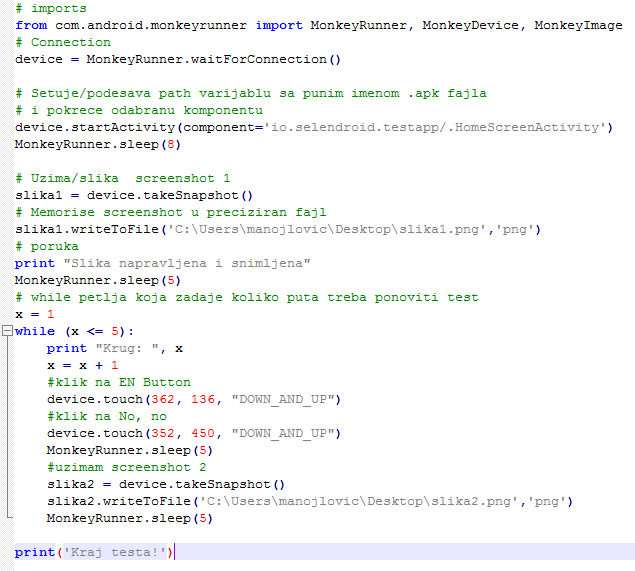 # imports
from com.android.monkeyrunner import MonkeyRunner, MonkeyDevice, MonkeyImage
# Connection
device = MonkeyRunner.waitForConnection()
# Setuje/podesava path varijablu sa punim imenom .apk fajla
# i pokrece odabranu komponentu
device.startActivity(component='io.selendroid.testapp/.HomeScreenActivity')
MonkeyRunner.sleep(8)
# Uzima/slika  screenshot 1
slika1 = device.takeSnapshot()
# Memorise screenshot u preciziran fajl
slika1.writeToFile('C:\Users\manojlovic\Desktop\slika1.png','png')
# poruka
print "Slika napravljena i snimljena"
MonkeyRunner.sleep(5)
# while petlja koja zadaje koliko puta treba ponoviti test
x = 1
while (x <= 5):
    print "Krug: ", x
    x = x + 1
    #klik na EN Button
    device.touch(362, 136, "DOWN_AND_UP")
    #klik na No, no
    device.touch(352, 450, "DOWN_AND_UP")
    MonkeyRunner.sleep(5)
    #uzimam screenshot 2
    slika2 = device.takeSnapshot()
    slika2.writeToFile('C:\Users\manojlovic\Desktop\slika2.png','png')
    MonkeyRunner.sleep(5)
print('Kraj testa!')